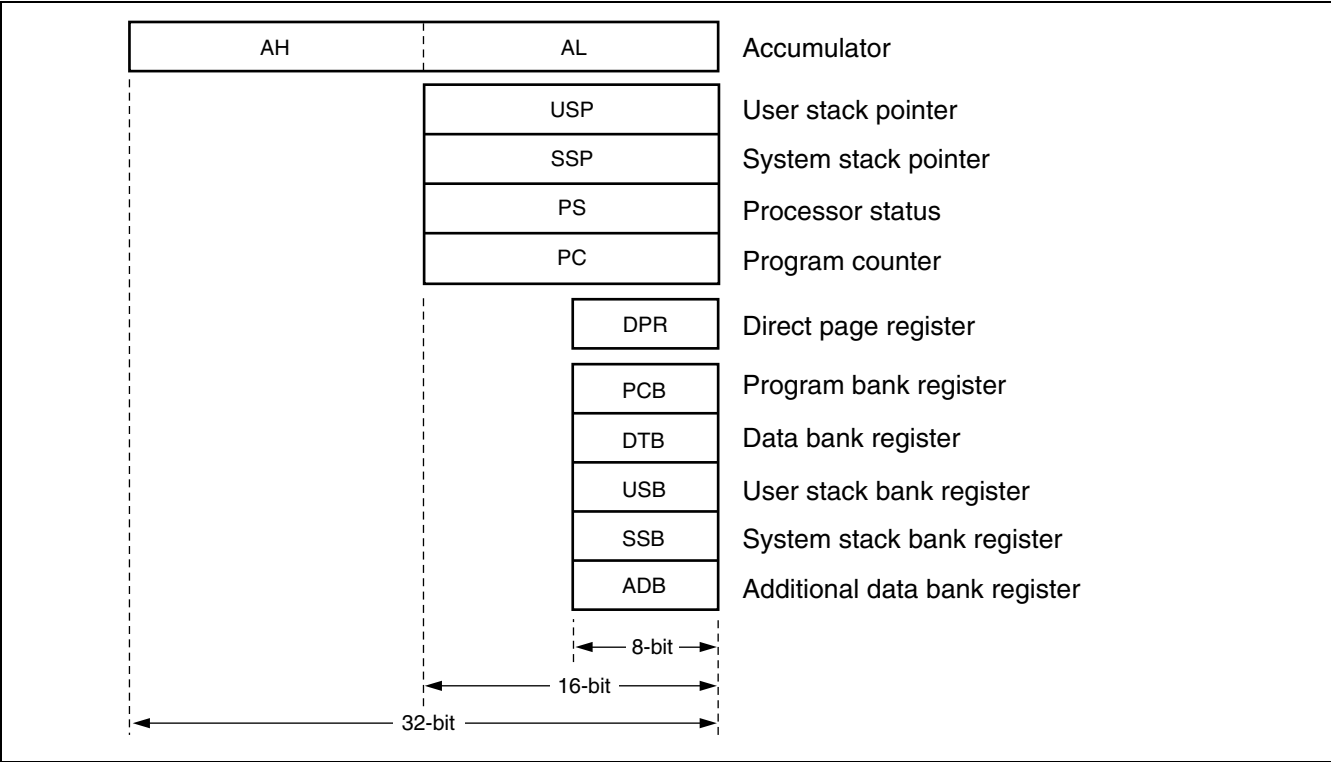 AH AL Accumulator
USP User stack pointer
SSP System stack pointer
PS Processor status
PC Program counter
DPR Direct page register
PCB Program bank register
DTB Data bank register
USB User stack bank register
SSB System stack bank register
ADB Additional data bank register
8-bit
16-bit
32-bit